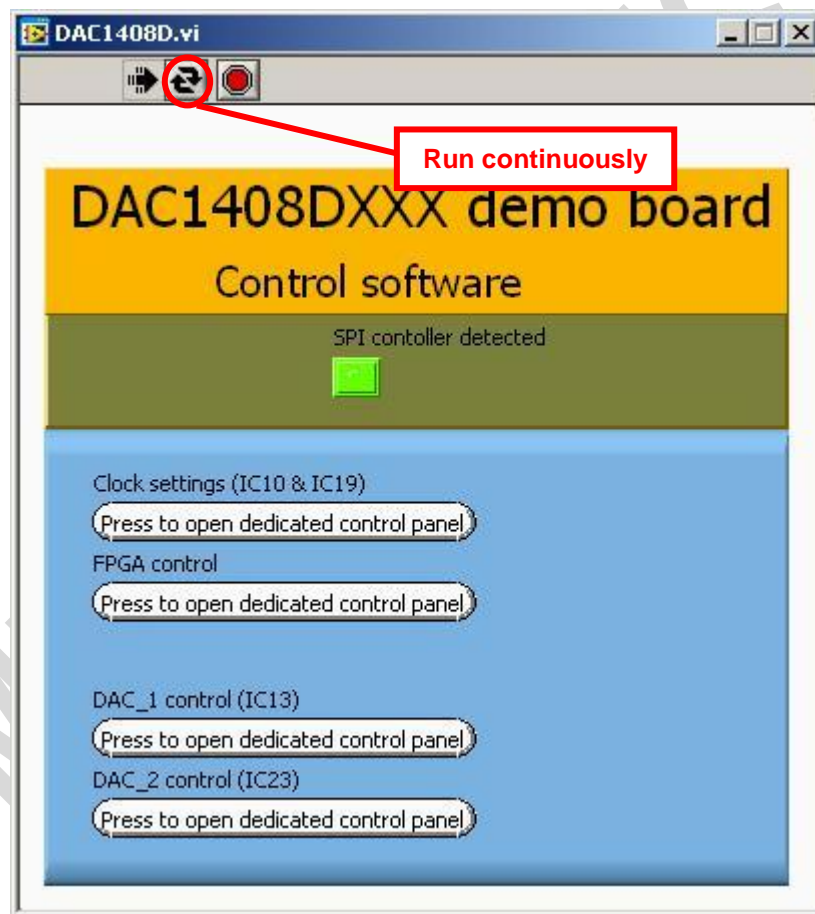 DAC1408D.vi
Run continuously
DAC1408DXXX demo board
Control software
SPI contoller detected
Clock settings (IC10 & IC19)
Press to open dedicated control panel
FPGA control
Press to open dedicated control panel
DAC_1 control (IC13)
Press to open dedicated control panel
DAC_2 control (IC23)
Press to open dedicated control panel